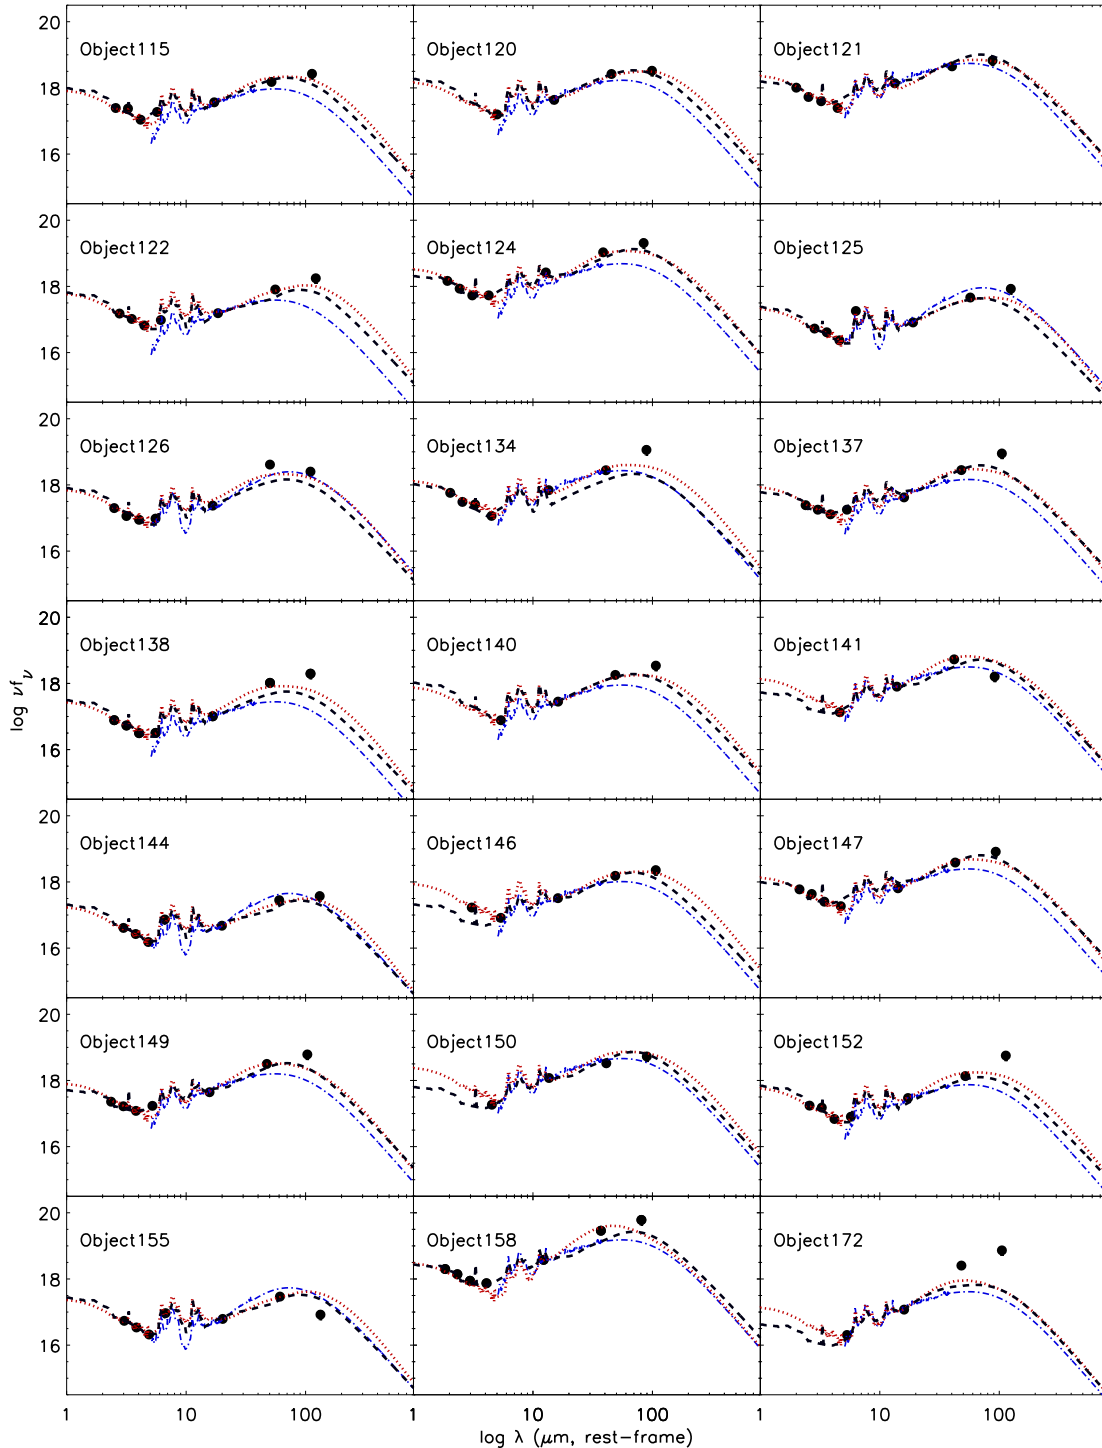 20
18
16
Object115
Object120
Object121
20
18
16
Object122
Object124
Object125
20
18
16
Object126
Object134
Object137
log νf_ν
20
18
16
Object138
Object140
Object141
20
18
16
Object144
Object146
Object147
20
18
16
Object149
Object150
Object152
20
18
16
Object155
Object158
Object172
1 10 100 1 10 100 1 10 100
log λ (μm, rest-frame)